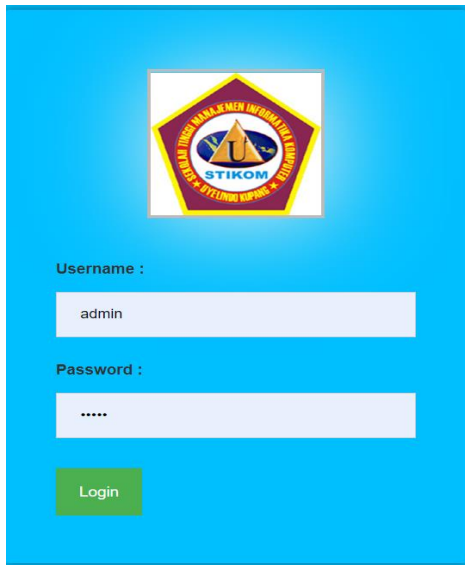 SEKOLAH TINGGI MANAJEMEN INFORMATIKA KOMPUTER
U
STIKOM
UYELINDO KUPANG
Username :
admin
Password :
•••••
Login